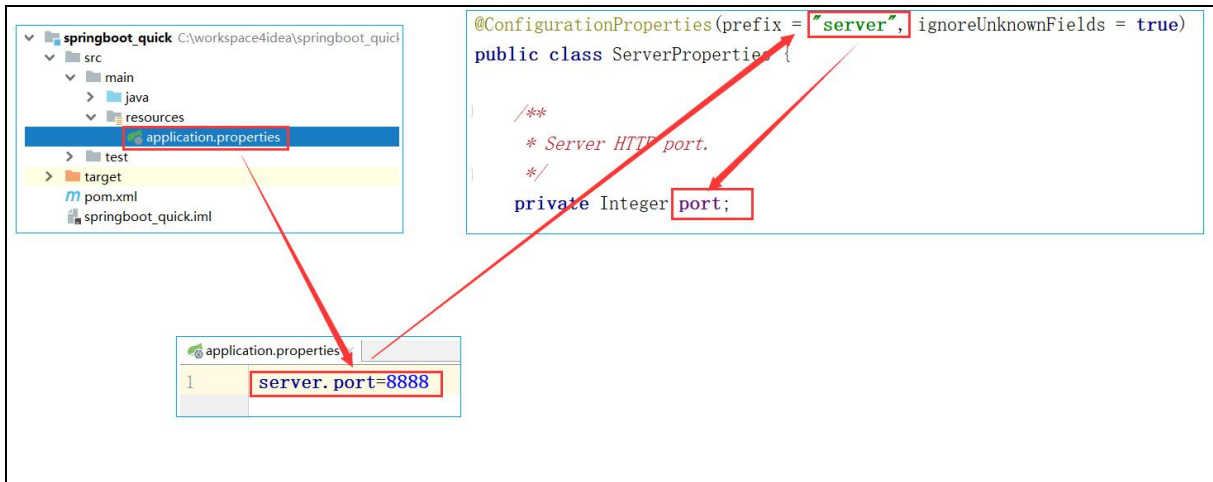 springboot_quick C:\workspace4idea\springboot_quick
src
main
java
resources
application.properties
test
target
pom.xml
springboot_quick.iml
@ConfigurationProperties(prefix = "server", ignoreUnknownFields = true)
public class ServerProperties {
/**
* Server HTTP port.
*/
private Integer port;
application.properties
1 server.port=8888